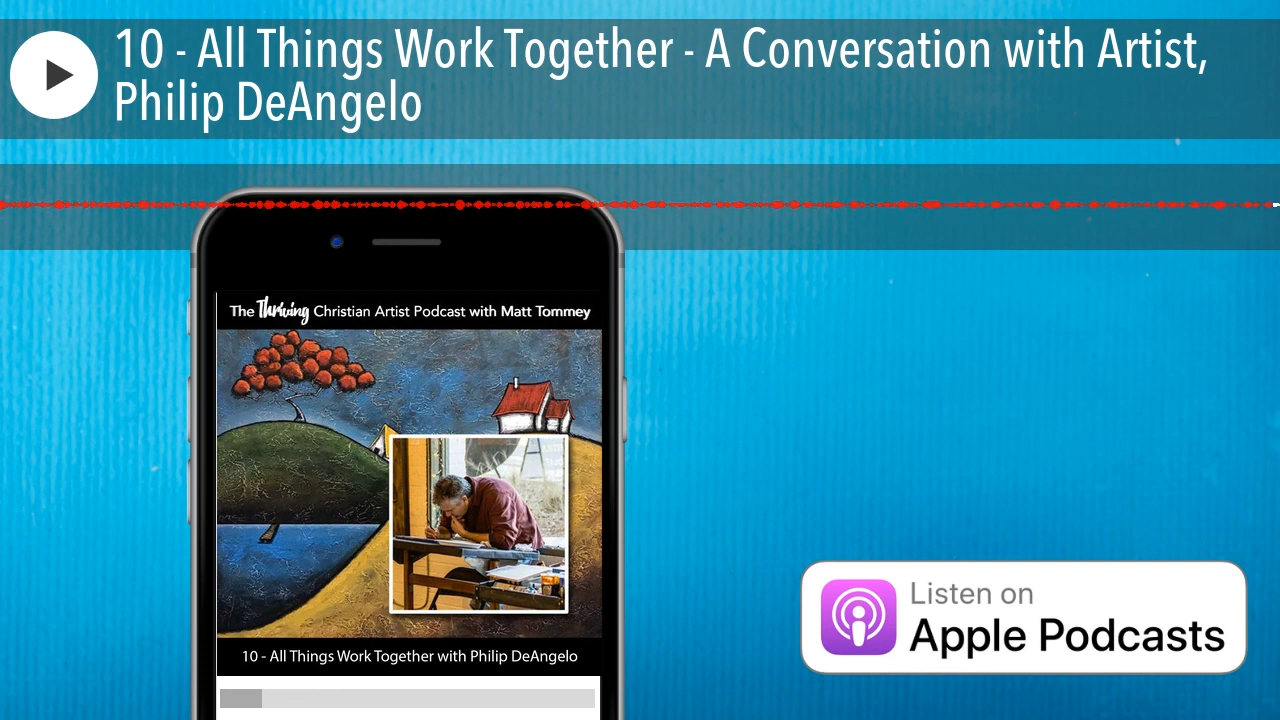 10 - All Things Work Together - A Conversation with Artist,
Philip DeAngelo
The Thriving Christian Artist Podcast with Matt Tommey
10 - All Things Work Together with Philip DeAngelo
Listen on
Apple Podcasts